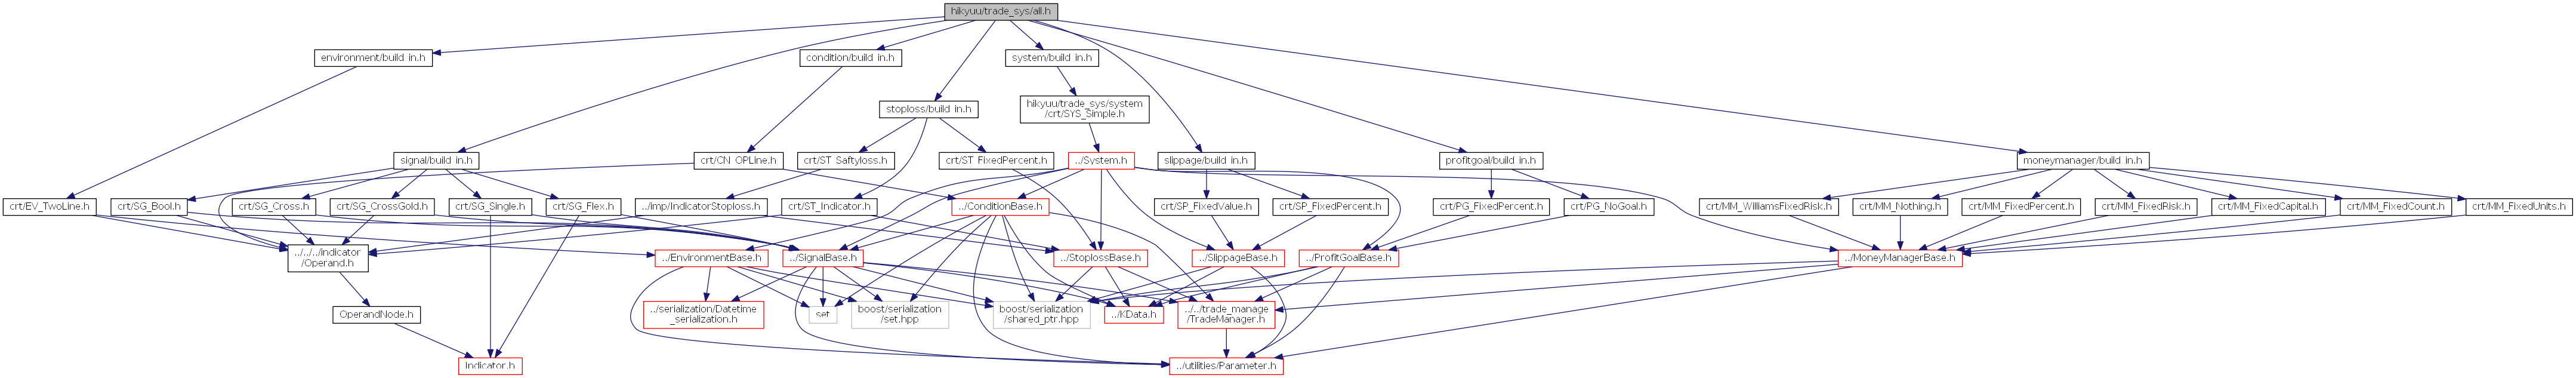 hikyuu/trade_sys/all.h
environment/build_in.h
condition/build_in.h
system/build_in.h
stoploss/build_in.h
hikyuu/trade_sys/system
/crt/SYS_Simple.h
signal/build_in.h
crt/CN_OPLine.h
crt/ST_Saftyloss.h
crt/ST_FixedPercent.h
../System.h
slippage/build_in.h
profitgoal/build_in.h
moneymanager/build_in.h
crt/EV_TwoLine.h
crt/SG_Bool.h
crt/SG_Cross.h
crt/SG_CrossGold.h
crt/SG_Single.h
crt/SG_Flex.h
../imp/IndicatorStoploss.h
crt/ST_Indicator.h
../ConditionBase.h
crt/SP_FixedValue.h
crt/SP_FixedPercent.h
crt/PG_FixedPercent.h
crt/PG_NoGoal.h
crt/MM_WilliamsFixedRisk.h
crt/MM_Nothing.h
crt/MM_FixedPercent.h
crt/MM_FixedRisk.h
crt/MM_FixedCapital.h
crt/MM_FixedCount.h
crt/MM_FixedUnits.h
../../../indicator
/Operand.h
../EnvironmentBase.h
../SignalBase.h
../StoplossBase.h
../SlippageBase.h
../ProfitGoalBase.h
../MoneyManagerBase.h
OperandNode.h
../serialization/Datetime
_serialization.h
set
boost/serialization
/set.hpp
boost/serialization
/shared_ptr.hpp
../KData.h
../../trade_manage
/TradeManager.h
Indicator.h
../utilities/Parameter.h